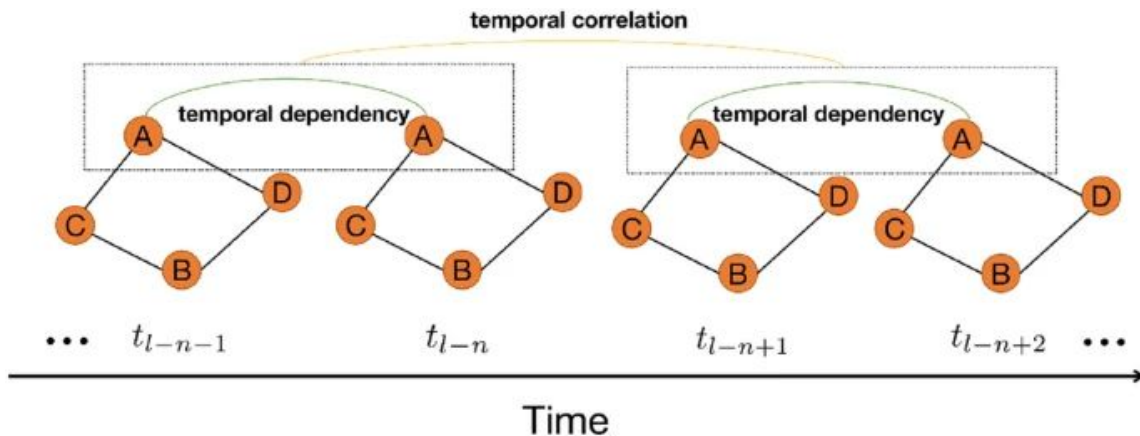 temporal correlation
temporal dependency temporal dependency
A A A A
D D D D
C C C C
B B B B
... t_{l-n-1} t_{l-n} t_{l-n+1} t_{l-n+2} ...
Time